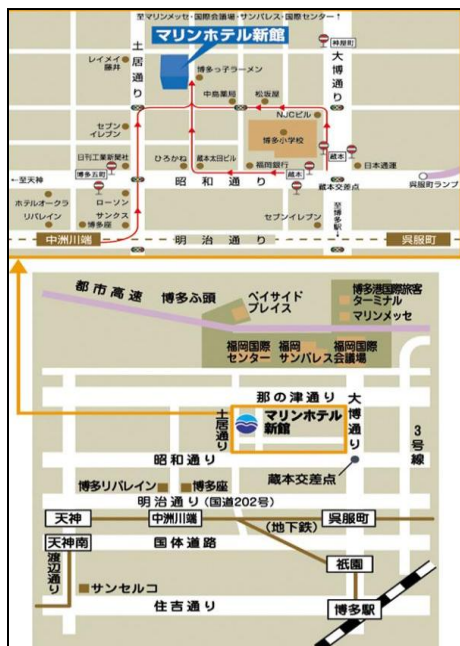 至マリンメッセ・国際会議場・サンパレス・国際センター↑
マリンホテル新館
土居通り
大博通り
神屋町
レイメイ
藤井
博多っ子ラーメン
中島薬局
松坂屋
NJCビル
セブン
イレブン
博多小学校
蔵本
日刊工業新聞社
博多五町
ひろかね
蔵本太田ビル
福岡銀行
蔵本
日本通運
←至天神
昭和通り
蔵本交差点
呉服町ランプ
ホテルオークラ
ローソン
リバレイン
サンクス
博多座
セブンイレブン
至博多駅→
中洲川端
明治通り
呉服町
都市高速
博多ふ頭
ベイサイド
プレイス
博多港国際旅客
ターミナル
マリンメッセ
福岡国際
センター
福岡
サンパレス
福岡国際
会議場
那の津通り
土居通り
マリンホテル
新館
大博通り
3号線
昭和通り
蔵本交差点
博多リバレイン
博多座
明治通り(国道202号)
天神
中洲川端
(地下鉄)
呉服町
天神南
国体道路
渡辺通り
祇園
サンセルコ
住吉通り
博多駅